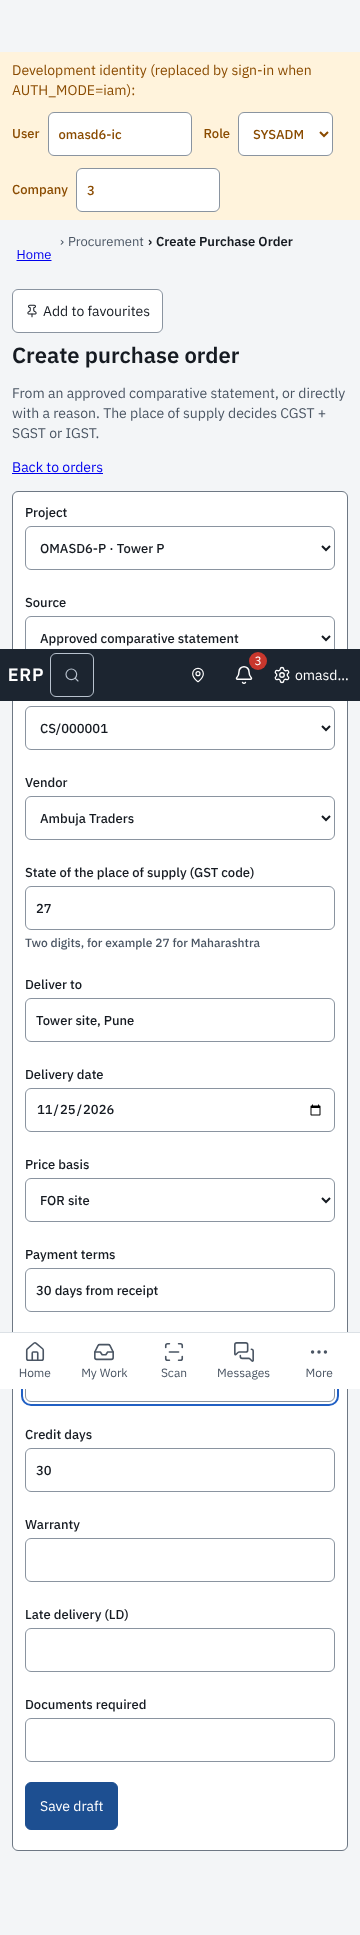 Development identity (replaced by sign-in when
AUTH_MODE=iam):
User omasd6-ic Role SYSADM
Company 3
Home › Procurement › Create Purchase Order
Add to favourites
Create purchase order
From an approved comparative statement, or directly
with a reason. The place of supply decides CGST +
SGST or IGST.
Back to orders
Project
OMASD6-P · Tower P
Source
Approved comparative statement
ERP 3 omasd...
CS/000001
Vendor
Ambuja Traders
State of the place of supply (GST code)
27
Two digits, for example 27 for Maharashtra
Deliver to
Tower site, Pune
Delivery date
11/25/2026
Price basis
FOR site
Payment terms
30 days from receipt
Home My Work Scan Messages More
Credit days
30
Warranty
Late delivery (LD)
Documents required
Save draft